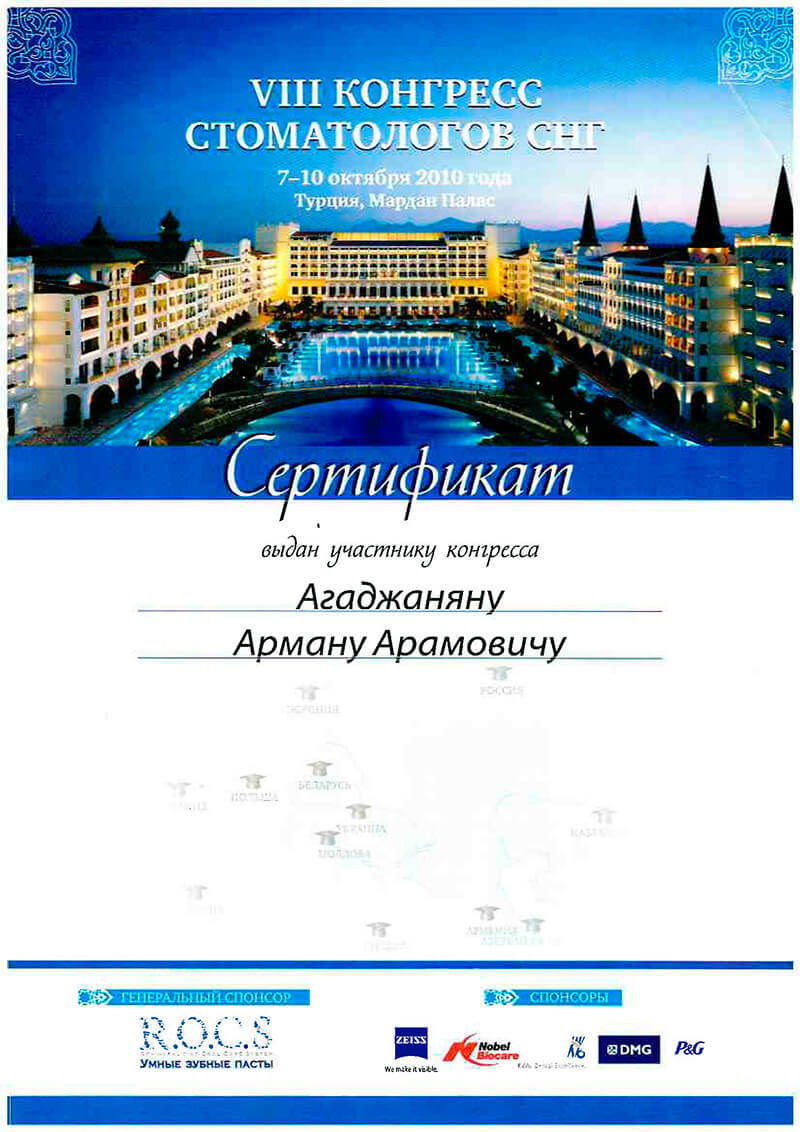 VIII КОНГРЕСС
СТОМАТОЛОГОВ СНГ
7–10 октября 2010 года
Турция, Мардан Палас
Сертификат
выдан участнику конгресса
Агаджаняну
Арману Арамовичу
РОССИЯ
БЕЛАРУСЬ
ПОЛЬША
УКРАИНА
МОЛДОВА
АРМЕНИЯ
ГЕНЕРАЛЬНЫЙ СПОНСОР
СПОНСОРЫ
R.O.C.S
УМНЫЕ ЗУБНЫЕ ПАСТЫ
ZEISS
We make it visible.
Nobel
Biocare
DMG
P&G